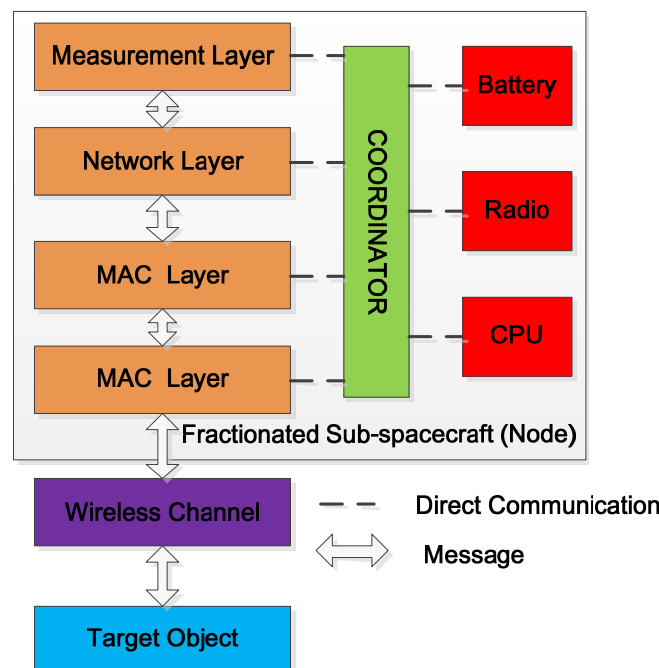 Measurement Layer
Network Layer
MAC Layer
MAC Layer
COORDINATOR
Battery
Radio
CPU
Fractionated Sub-spacecraft (Node)
Wireless Channel
Target Object
Direct Communication
Message